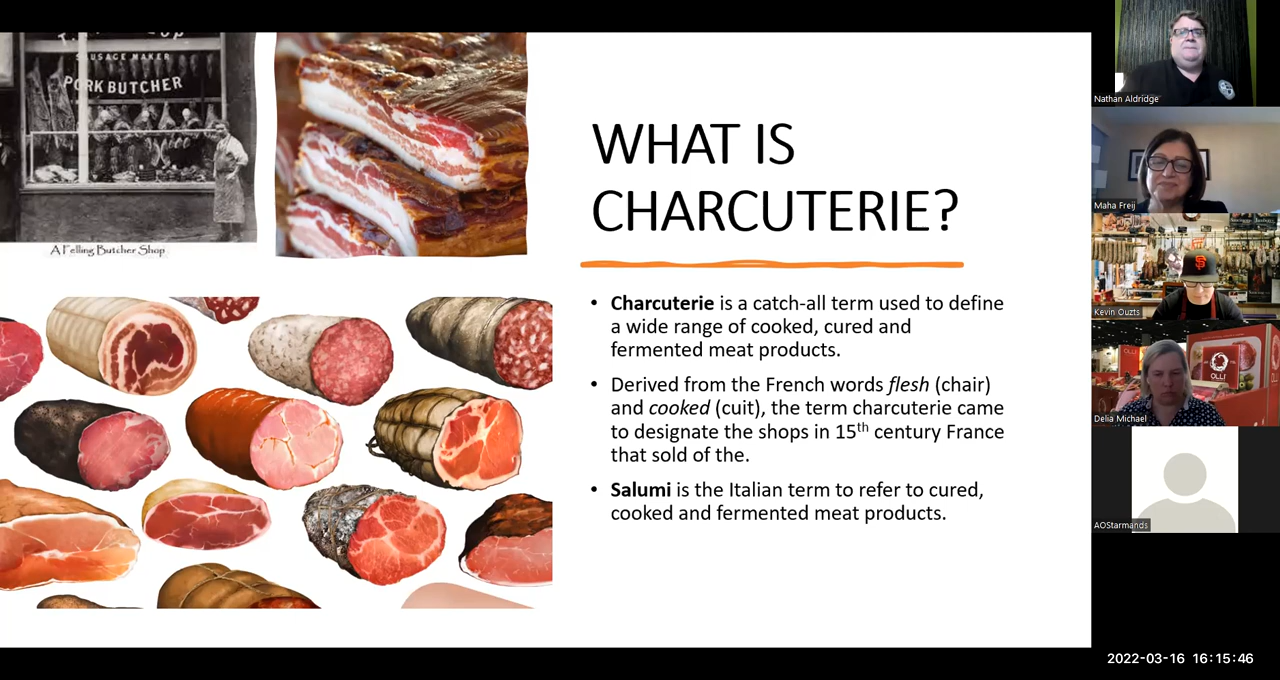 SAUSAGE MAKER
PORK BUTCHER
A Felling Butcher Shop
WHAT IS
CHARCUTERIE?
• Charcuterie is a catch-all term used to define
a wide range of cooked, cured and
fermented meat products.
• Derived from the French words flesh (chair)
and cooked (cuit), the term charcuterie came
to designate the shops in 15th century France
that sold of the.
• Salumi is the Italian term to refer to cured,
cooked and fermented meat products.
Nathan Aldridge
Maha Freij
SF
Kevin Ouzts
OLLI
Delia Michael
AOStarmands
2022-03-16 16:15:46